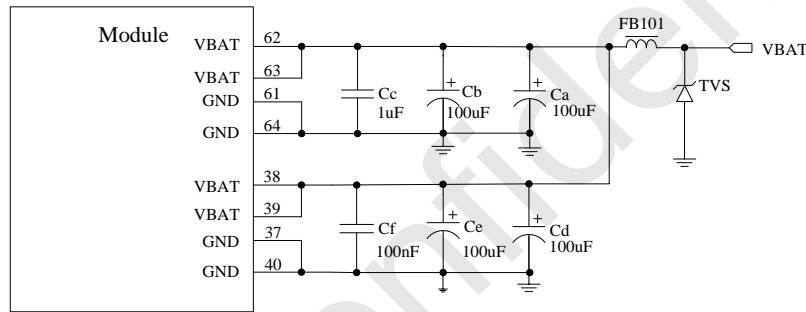 Module
FB101
VBAT 62
VBAT
VBAT 63
TVS
GND 61
Cc
1uF
Cb
100uF
Ca
100uF
GND 64
VBAT 38
VBAT 39
Cf
100nF
Ce
100uF
Cd
100uF
GND 37
GND 40